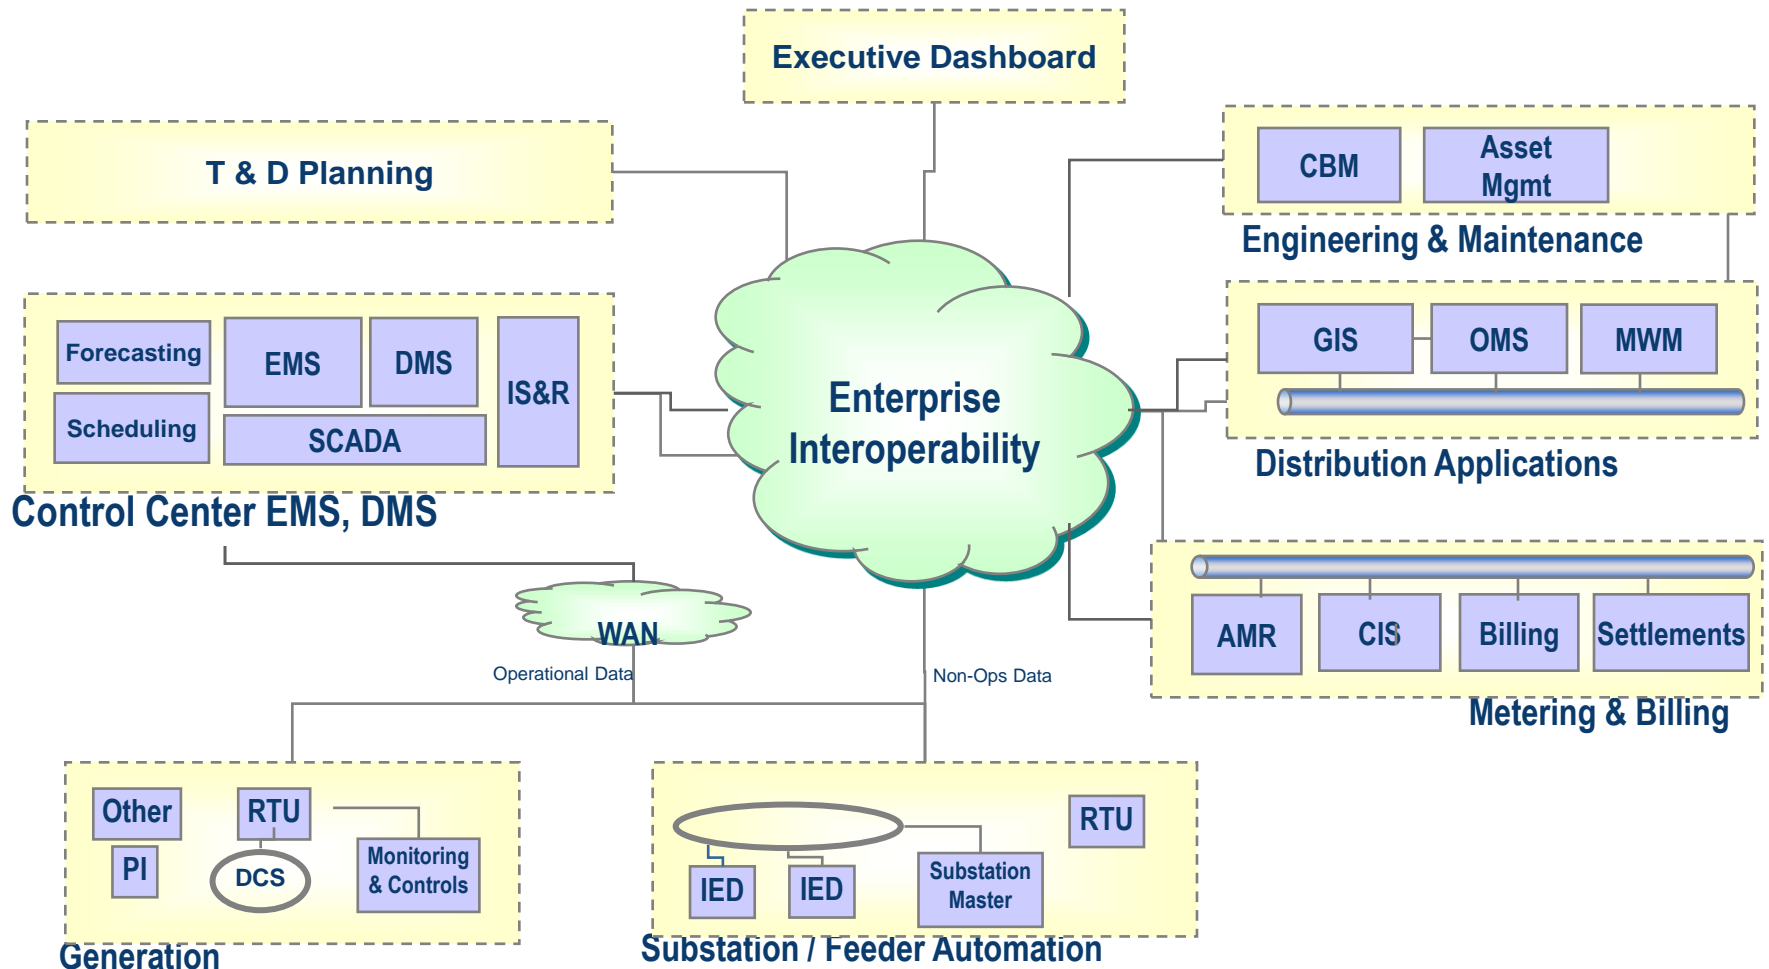 Executive Dashboard
T & D Planning
CBM
Asset
Mgmt
Engineering & Maintenance
Forecasting
EMS
DMS
IS&R
Scheduling
SCADA
Control Center EMS, DMS
Enterprise
Interoperability
GIS
OMS
MWM
Distribution Applications
WAN
Operational Data
Non-Ops Data
AMR
CIS
Billing
Settlements
Metering & Billing
Other
RTU
PI
DCS
Monitoring
& Controls
Generation
RTU
IED
IED
Substation
Master
Substation / Feeder Automation